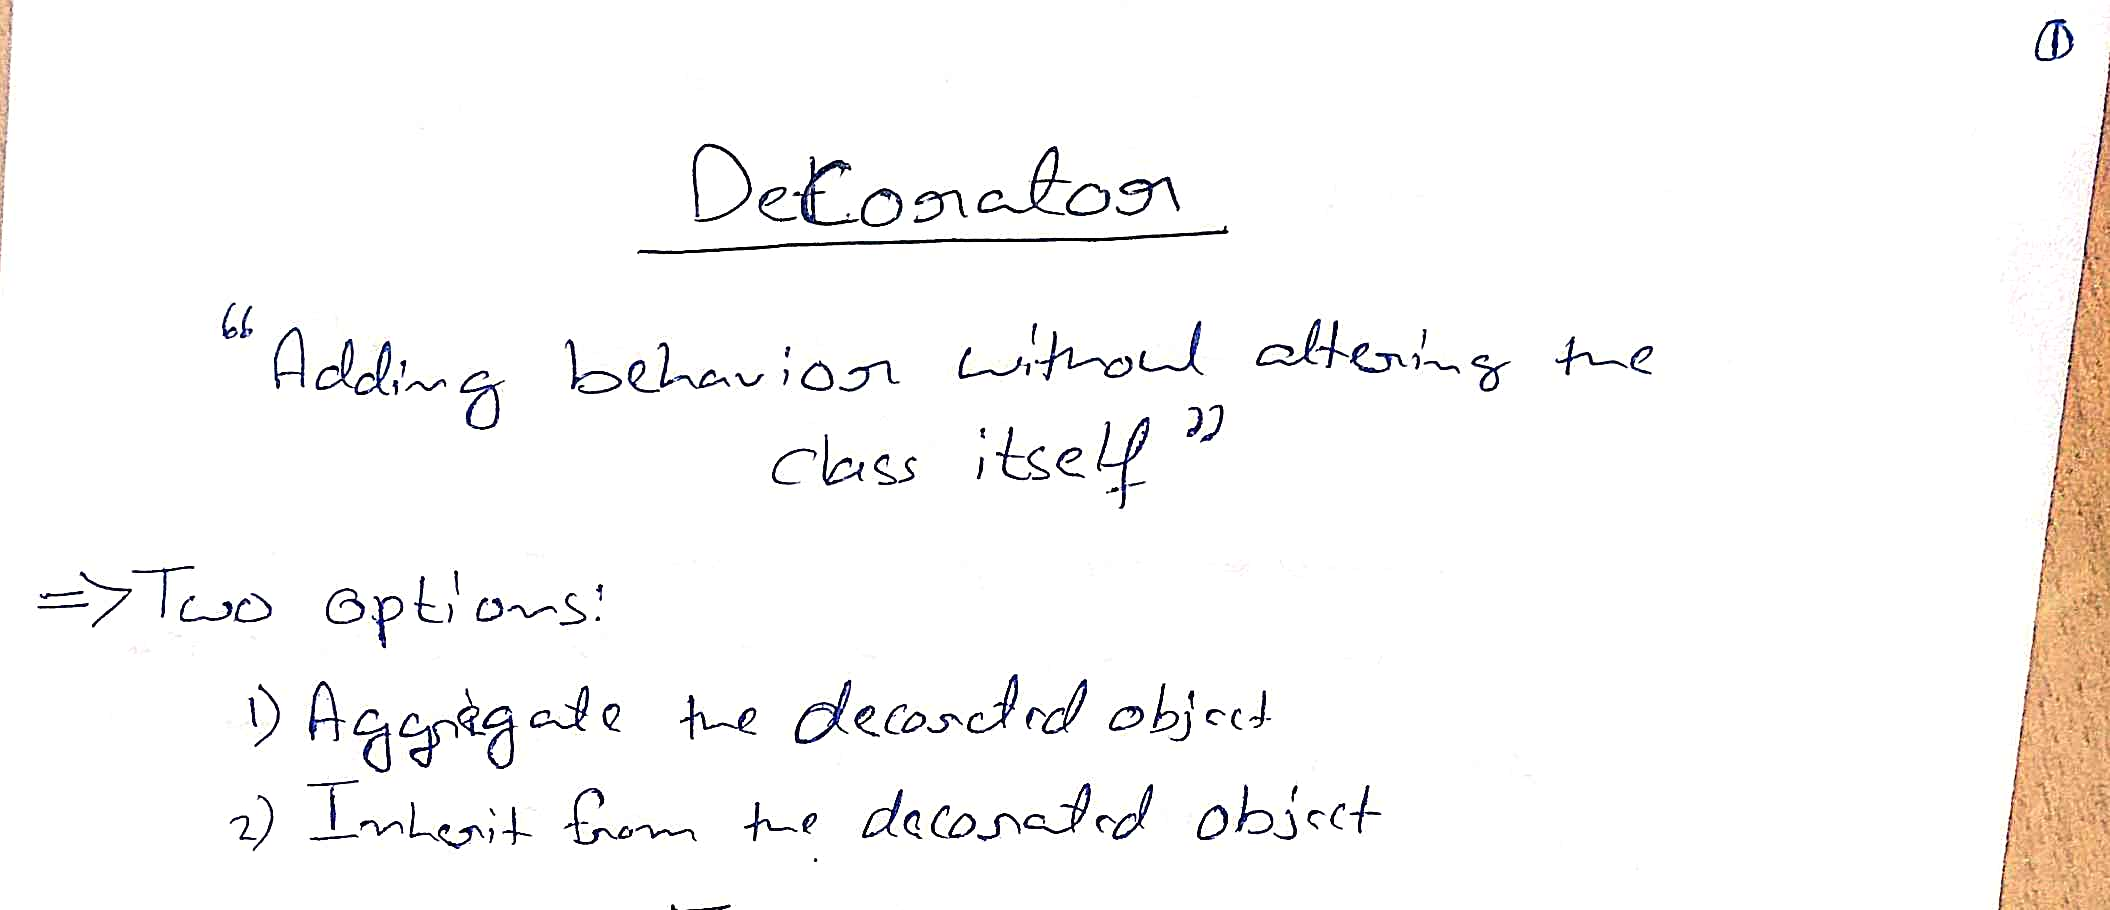 ①
Decorator
“Adding behavior without altering the
class itself”
=> Two options:
1) Aggregate the decorated object
2) Inherit from the decorated object